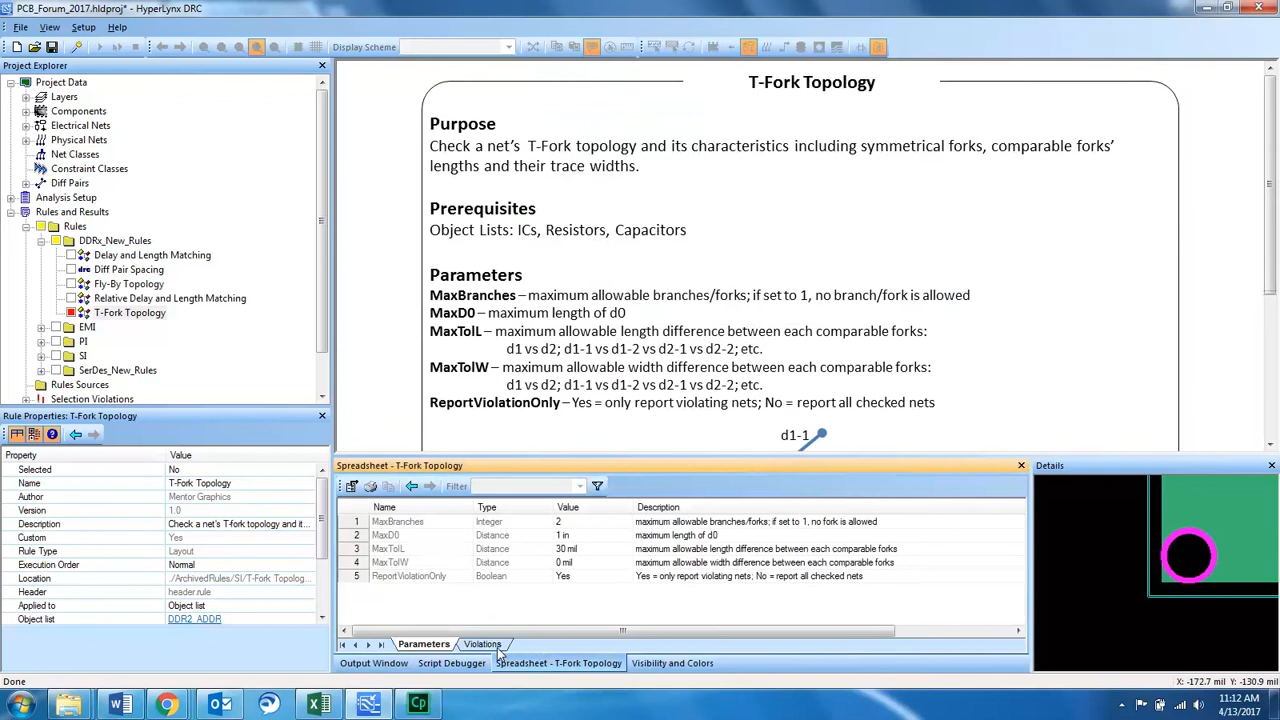 PCB_Forum_2017.hldproj* - HyperLynx DRC
File View Setup Help
Display Scheme
Project Explorer
Project Data
Layers
Components
Electrical Nets
Physical Nets
Net Classes
Constraint Classes
Diff Pairs
Analysis Setup
Rules and Results
Rules
DDRx_New_Rules
Delay and Length Matching
Diff Pair Spacing
Fly-By Topology
Relative Delay and Length Matching
T-Fork Topology
EMI
PI
SI
SerDes_New_Rules
Rules Sources
Selection Violations
T-Fork Topology
Purpose
Check a net's T-Fork topology and its characteristics including symmetrical forks, comparable forks'
lengths and their trace widths.
Prerequisites
Object Lists: ICs, Resistors, Capacitors
Parameters
MaxBranches – maximum allowable branches/forks; if set to 1, no branch/fork is allowed
MaxD0 – maximum length of d0
MaxTolL – maximum allowable length difference between each comparable forks:
d1 vs d2; d1-1 vs d1-2 vs d2-1 vs d2-2; etc.
MaxTolW – maximum allowable width difference between each comparable forks:
d1 vs d2; d1-1 vs d1-2 vs d2-1 vs d2-2; etc.
ReportViolationOnly – Yes = only report violating nets; No = report all checked nets
d1-1
Rule Properties: T-Fork Topology
Property Value
Selected No
Name T-Fork Topology
Author Mentor Graphics
Version 1.0
Description Check a net's T-fork topology and it...
Custom Yes
Rule Type Layout
Execution Order Normal
Location ./ArchivedRules/SI/T-Fork Topolog...
Header header.rule
Applied to Object list
Object list DDR2_ADDR
Spreadsheet - T-Fork Topology
Filter
Name Type Value Description
1 MaxBranches Integer 2 maximum allowable branches/forks; if set to 1, no fork is allowed
2 MaxD0 Distance 1 in maximum length of d0
3 MaxTolL Distance 30 mil maximum allowable length difference between each comparable forks
4 MaxTolW Distance 0 mil maximum allowable width difference between each comparable forks
5 ReportViolationOnly Boolean Yes Yes = only report violating nets; No = report all checked nets
Parameters Violations
Output Window Script Debugger Spreadsheet - T-Fork Topology Visibility and Colors
Details
Done
X: -172.7 mil Y: -130.9 mil
11:12 AM
4/13/2017